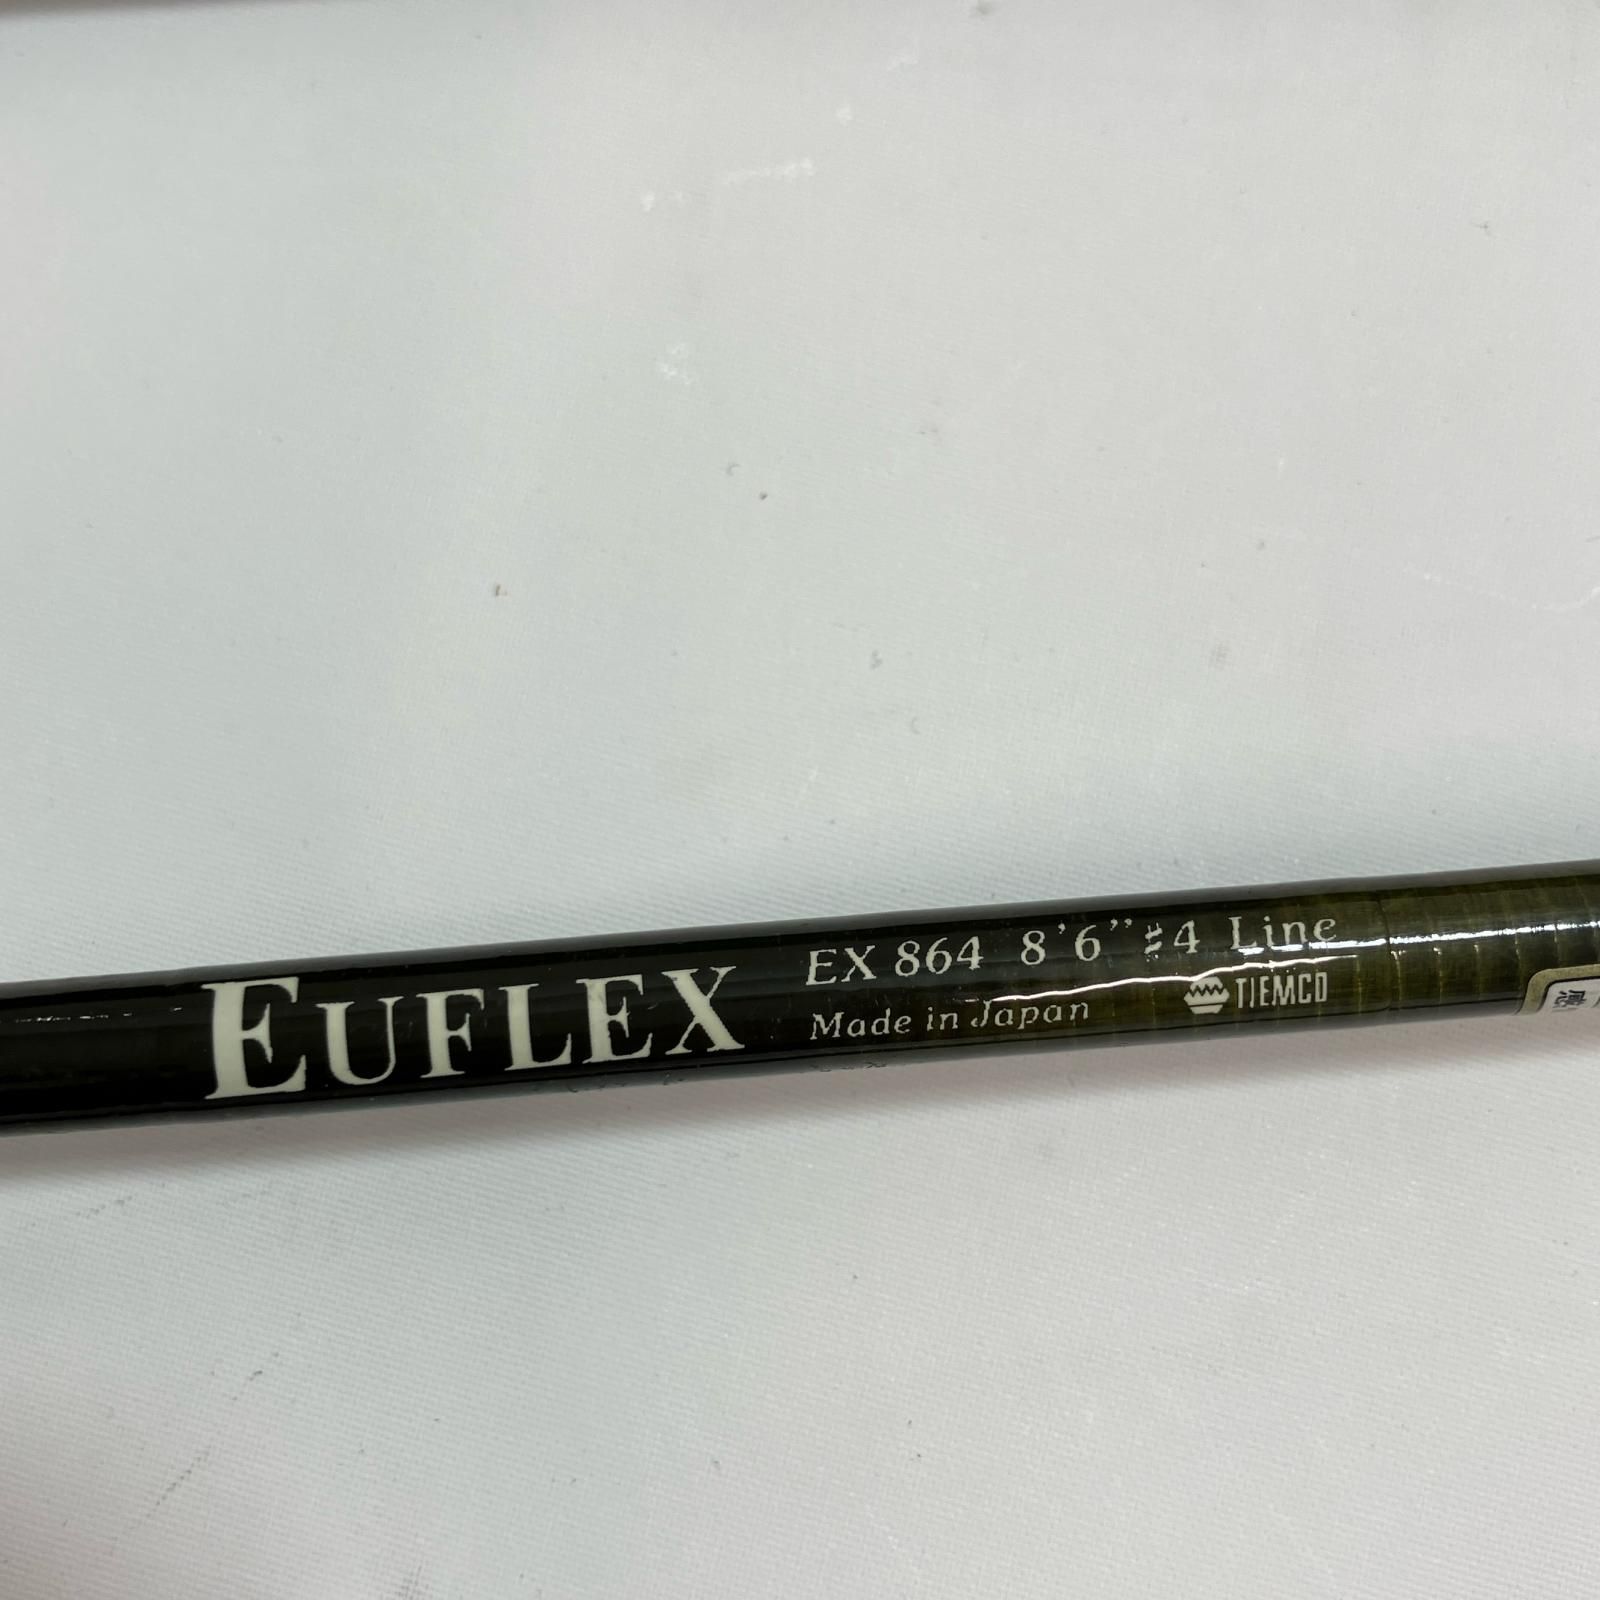 EUFLEX
EX 864 8'6" #4 Line
Made in Japan
TIEMCO